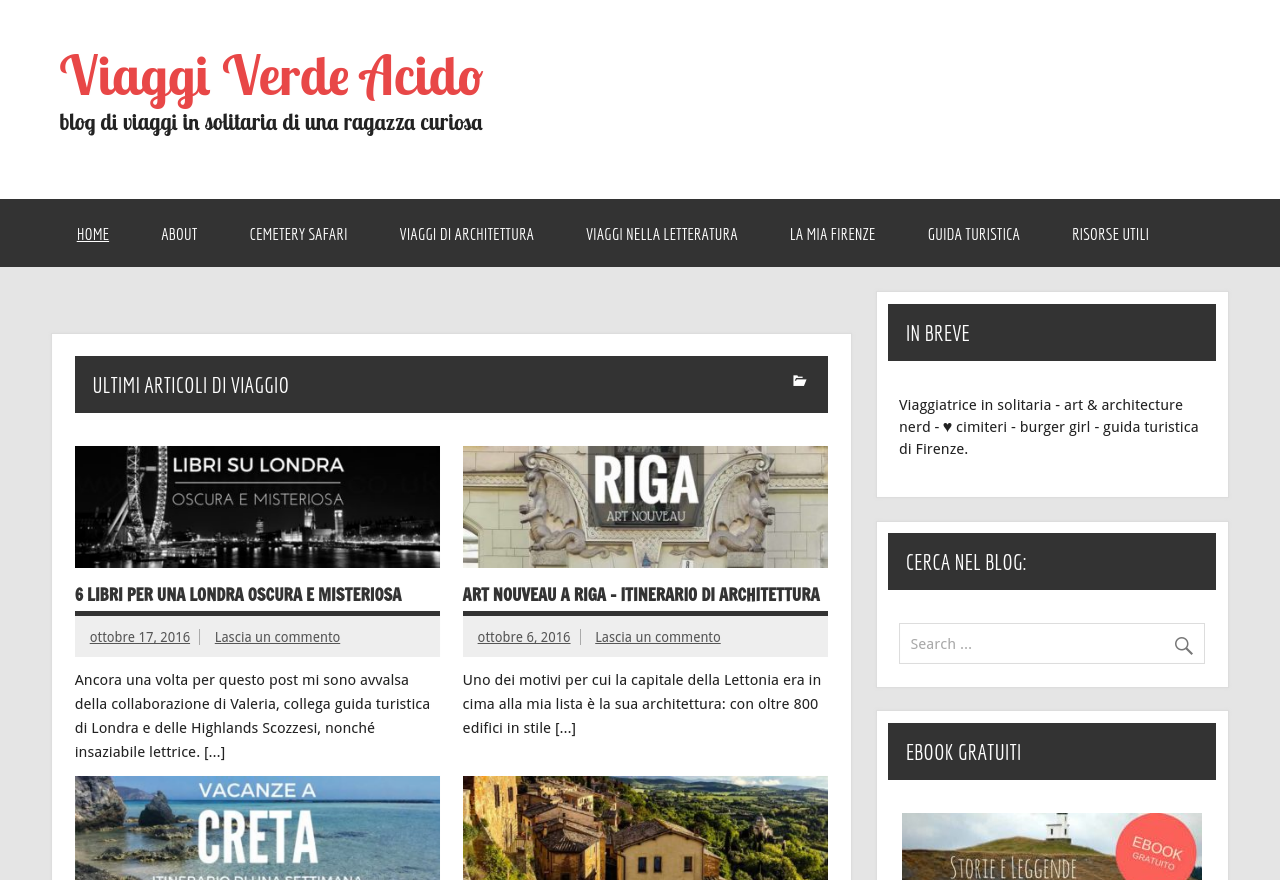 Viaggi Verde Acido
blog di viaggi in solitaria di una ragazza curiosa
HOME
ABOUT
CEMETERY SAFARI
VIAGGI DI ARCHITETTURA
VIAGGI NELLA LETTERATURA
LA MIA FIRENZE
GUIDA TURISTICA
RISORSE UTILI
ULTIMI ARTICOLI DI VIAGGIO
LIBRI SU LONDRA
OSCURA E MISTERIOSA
6 LIBRI PER UNA LONDRA OSCURA E MISTERIOSA
ottobre 17, 2016
Lascia un commento
Ancora una volta per questo post mi sono avvalsa
della collaborazione di Valeria, collega guida turistica
di Londra e delle Highlands Scozzesi, nonché
insaziabile lettrice. [...]
RIGA
ART NOUVEAU
ART NOUVEAU A RIGA – ITINERARIO DI ARCHITETTURA
ottobre 6, 2016
Lascia un commento
Uno dei motivi per cui la capitale della Lettonia era in
cima alla mia lista è la sua architettura: con oltre 800
edifici in stile [...]
VACANZE A
CRETA
ITINERARIO DI UNA SETTIMANA
IN BREVE
Viaggiatrice in solitaria - art & architecture
nerd - ♥ cimiteri - burger girl - guida turistica
di Firenze.
CERCA NEL BLOG:
Search ...
EBOOK GRATUITI
EBOOK
GRATUITO
STORIE E LEGGENDE